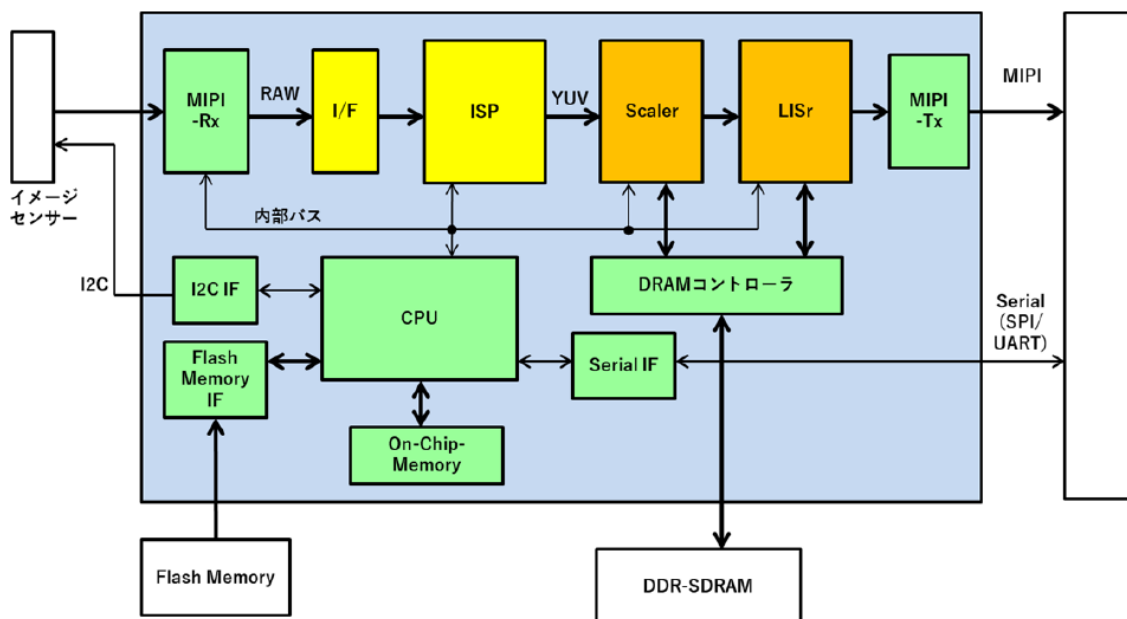 MIPI
-Rx
RAW
I/F
ISP
YUV
Scaler
LISr
MIPI
-Tx
MIPI
イメージ
センサー
内部バス
I2C
I2C IF
CPU
DRAMコントローラ
Serial
(SPI/
UART)
Flash
Memory
IF
Serial IF
On-Chip-
Memory
Flash Memory
DDR-SDRAM